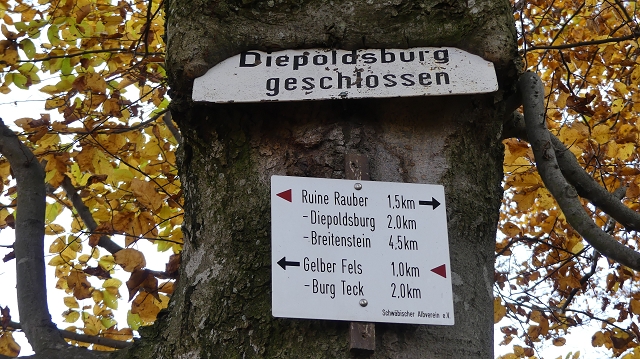 Diepoldsburg
geschlossen
Ruine Rauber 1,5km
-Diepoldsburg 2,0km
-Breitenstein 4,5km
Gelber Fels 1,0km
-Burg Teck 2,0km
Schwäbischer Albverein e.V.